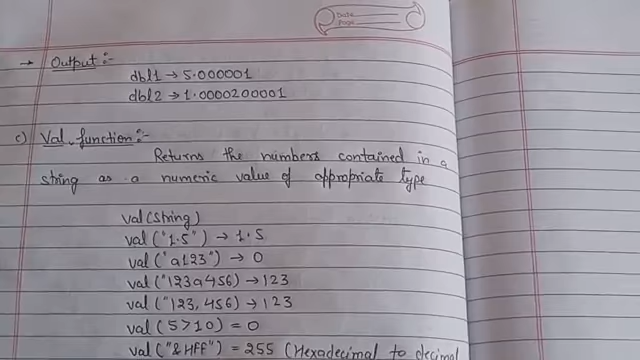 Date
Page
→ Output :-
dbl1 → 5.000001
dbl2 → 1.0000200001
c) Val function :-
Returns the numbers contained in a
string as a numeric value of appropriate type
Val(String)
val("1.5") → 1.5
val("a123") → 0
val("123a456) → 123
val("123,456) → 123
val(5>10) = 0
val("&Hff") = 255 (Hexadecimal to decimal